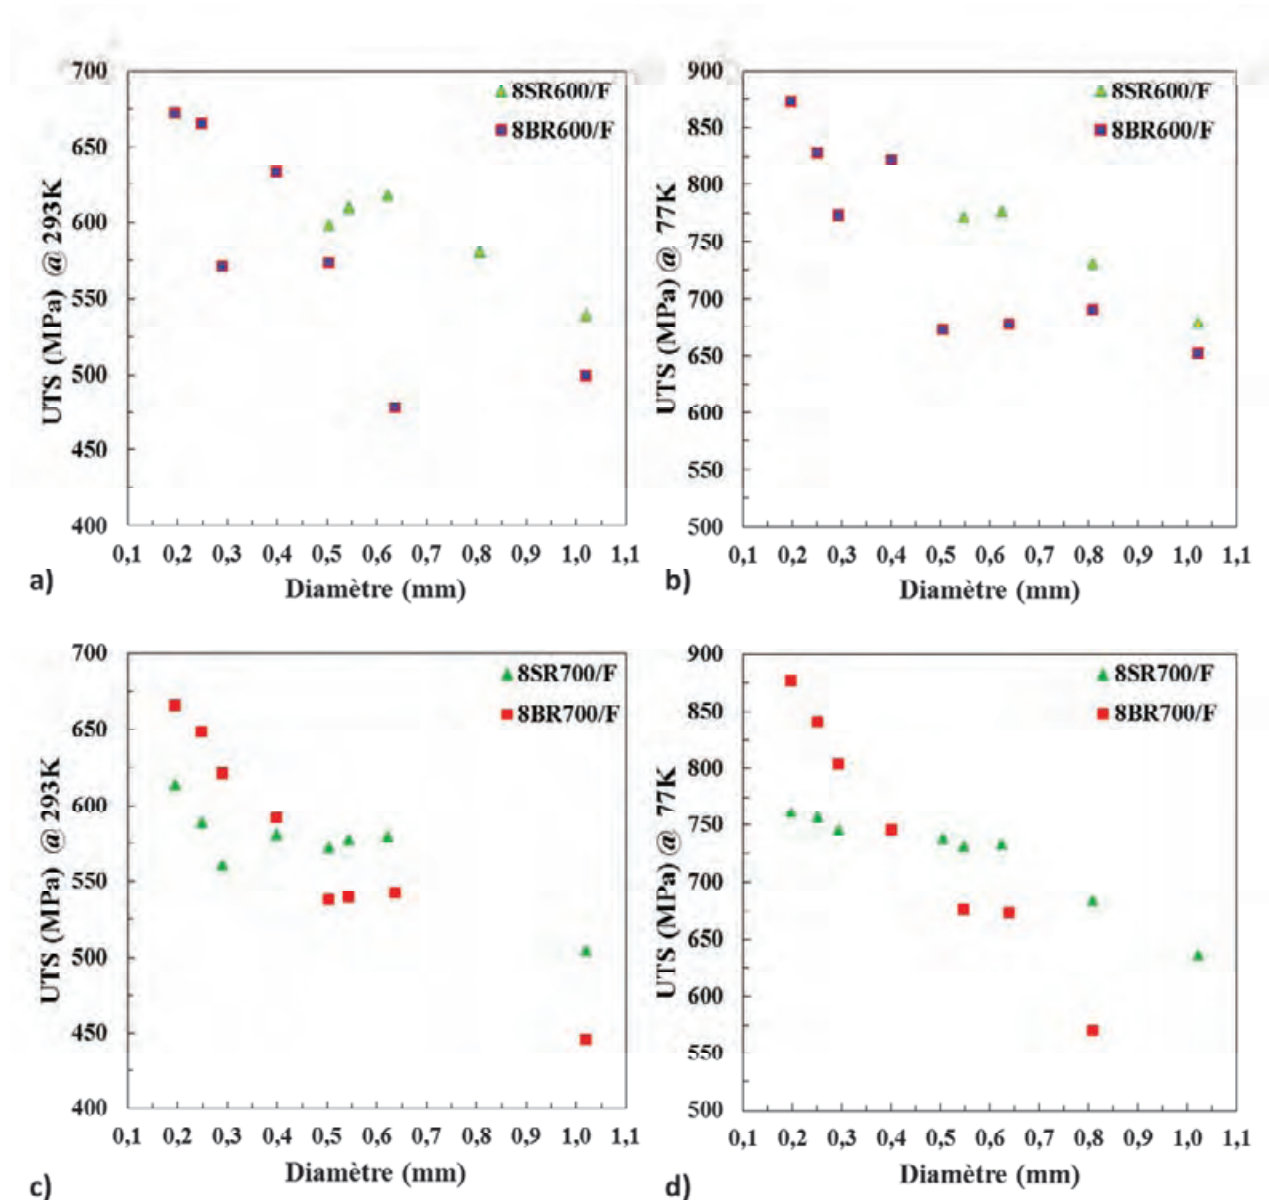 700
650
600
550
500
450
400
UTS (MPa) @ 293K
8SR600/F
8BR600/F
0,1 0,2 0,3 0,4 0,5 0,6 0,7 0,8 0,9 1,0 1,1
Diamètre (mm)
a)
900
850
800
750
700
650
600
550
500
UTS (MPa) @ 77K
8SR600/F
8BR600/F
0,1 0,2 0,3 0,4 0,5 0,6 0,7 0,8 0,9 1,0 1,1
Diamètre (mm)
b)
700
650
600
550
500
450
400
UTS (MPa) @ 293K
8SR700/F
8BR700/F
0,1 0,2 0,3 0,4 0,5 0,6 0,7 0,8 0,9 1,0 1,1
Diamètre (mm)
c)
900
850
800
750
700
650
600
550
500
UTS (MPa) @ 77K
8SR700/F
8BR700/F
0,1 0,2 0,3 0,4 0,5 0,6 0,7 0,8 0,9 1,0 1,1
Diamètre (mm)
d)